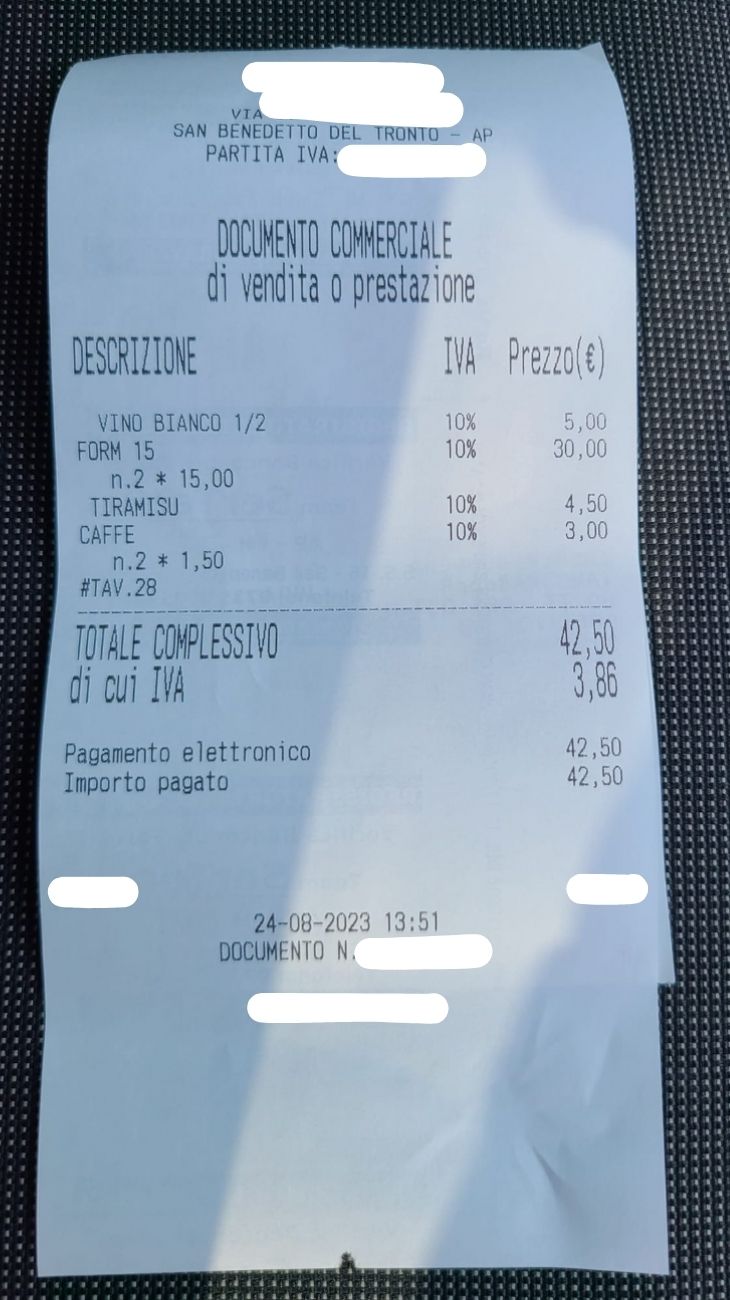 VIA
SAN BENEDETTO DEL TRONTO - AP
PARTITA IVA:
DOCUMENTO COMMERCIALE
di vendita o prestazione
DESCRIZIONE IVA Prezzo(€)
VINO BIANCO 1/2 10% 5,00
FORM 15 10% 30,00
n.2 * 15,00
TIRAMISU 10% 4,50
CAFFE 10% 3,00
n.2 * 1,50
#TAV.28
TOTALE COMPLESSIVO 42,50
di cui IVA 3,86
Pagamento elettronico 42,50
Importo pagato 42,50
24-08-2023 13:51
DOCUMENTO N.